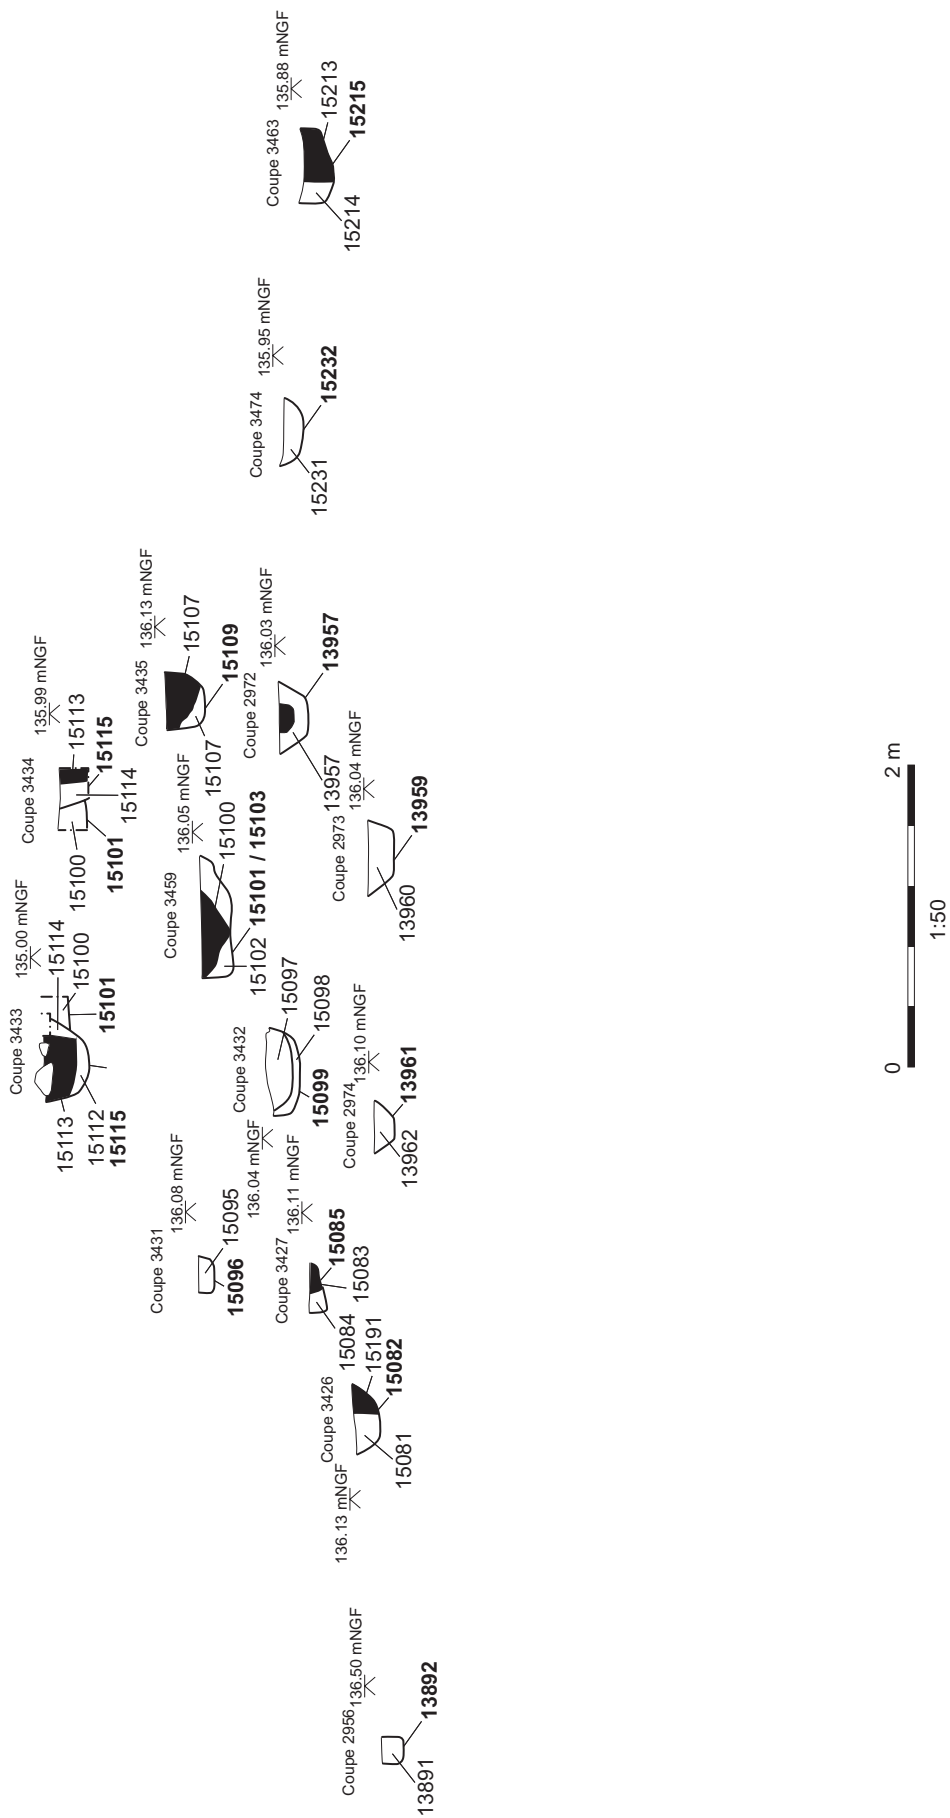 Coupe 2956
136.50 mNGF
13891
13892
136.13 mNGF
Coupe 3426
15081
15082
15191
Coupe 3427
136.11 mNGF
15084
15083
15085
Coupe 3431
136.08 mNGF
15096
15095
Coupe 3432
136.04 mNGF
15099
15098
15097
Coupe 2974
136.10 mNGF
13962
13961
Coupe 3433
135.00 mNGF
15113
15112
15115
15101
15100
15114
Coupe 3434
135.99 mNGF
15100
15101
15114
15115
15113
Coupe 3459
136.05 mNGF
15102
15101 / 15103
15100
Coupe 3435
136.13 mNGF
15107
15109
15107
Coupe 2973
136.04 mNGF
13960
13959
Coupe 2972
136.03 mNGF
13957
13957
Coupe 3474
135.95 mNGF
15231
15232
Coupe 3463
135.88 mNGF
15214
15215
15213
0
2 m
1:50